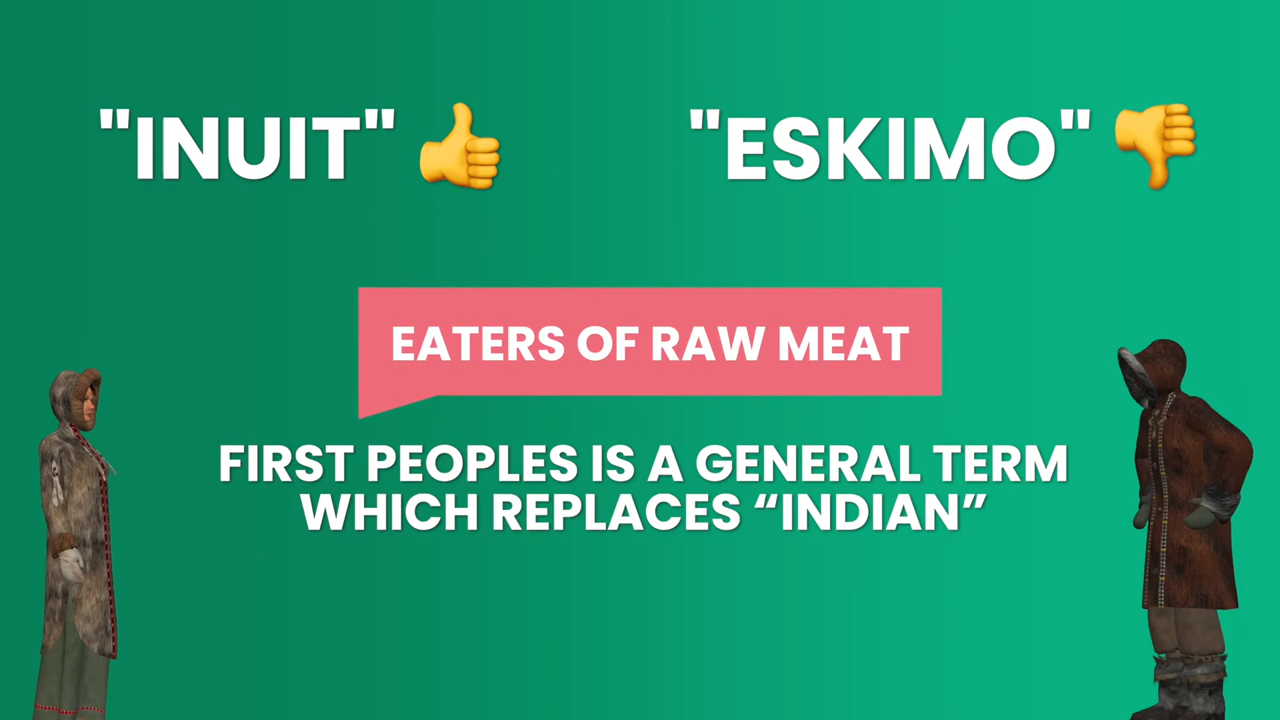 "INUIT" 👍 "ESKIMO" 👎
EATERS OF RAW MEAT
FIRST PEOPLES IS A GENERAL TERM
WHICH REPLACES “INDIAN”